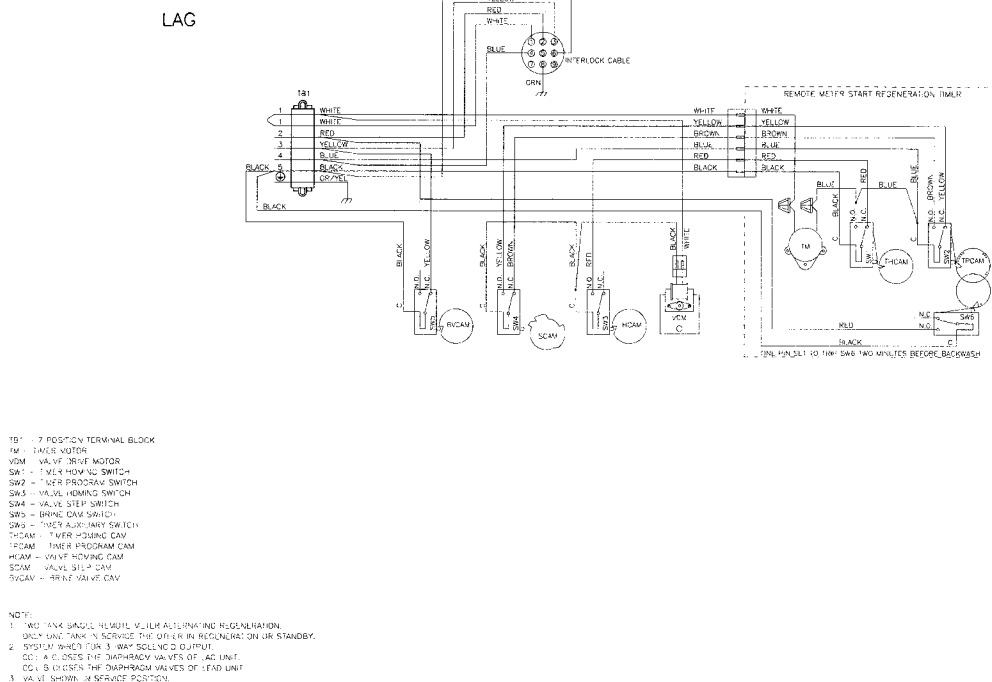 LAG
RED
WHITE
BLUE
INTERLOCK CABLE
GRN
TB1
REMOTE METER START REGENERATION TIMER
1 WHITE
1 WHITE
2 RED
3 YELLOW
4 BLUE
5 BLACK
GR/YEL
BLACK
BLACK
WHITE WHITE
YELLOW YELLOW
BROWN BROWN
BLUE BLUE
RED RED
BLACK BLACK
BLUE
BLUE
BLACK
RED
BLUE
BROWN
YELLOW
N.O.
N.C.
C
TM
THCAM
N.O.
N.C.
C
SW2
TPCAM
BLACK
YELLOW
N.O.
N.C.
C
SW5
BVCAM
BLACK
YELLOW
BROWN
N.O.
N.C.
C
SW4
SCAM
BLACK
RED
N.O.
N.C.
C
SW3
HCAM
BLACK
WHITE
VDM
C
N.C.
N.O.
SW6
C
RED
BLACK
PIN SET TO TRIP SW6 TWO MINUTES BEFORE BACKWASH
TB1 - 7 POSITION TERMINAL BLOCK
TM - TIMER MOTOR
VDM - VALVE DRIVE MOTOR
SW1 - TIMER HOMING SWITCH
SW2 - TIMER PROGRAM SWITCH
SW3 - VALVE HOMING SWITCH
SW4 - VALVE STEP SWITCH
SW5 - BRINE CAM SWITCH
SW6 - TIMER AUXILIARY SWITCH
THCAM - TIMER HOMING CAM
TPCAM - TIMER PROGRAM CAM
HCAM - VALVE HOMING CAM
SCAM - VALVE STEP CAM
BVCAM - BRINE VALVE CAM
NOTE:
1. TWO TANK SINGLE REMOTE METER ALTERNATING REGENERATION.
ONLY ONE TANK IN SERVICE THE OTHER IN REGENERATION OR STANDBY.
2. SYSTEM WIRED FOR 3 WAY SOLENOID OUTPUT.
COIL A CLOSES THE DIAPHRAGM VALVES OF LAG UNIT.
COIL B CLOSES THE DIAPHRAGM VALVES OF LEAD UNIT
3. VALVE SHOWN IN SERVICE POSITION.